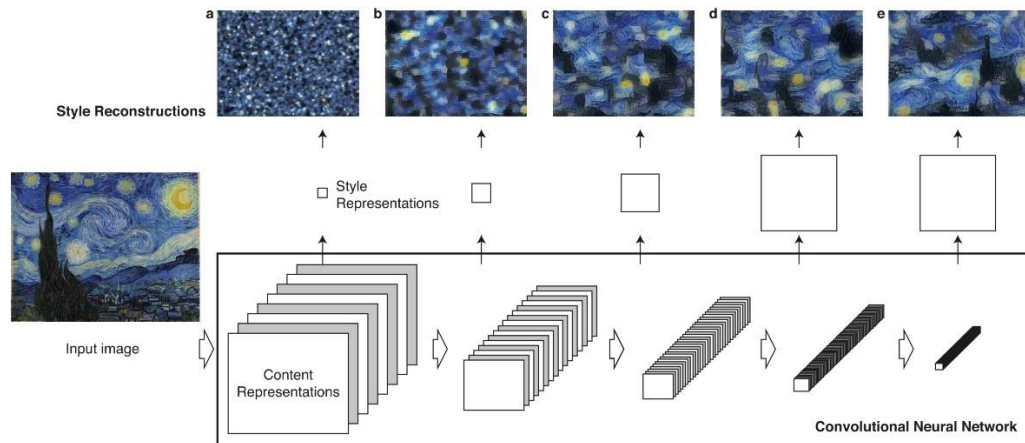 a
b
c
d
e
Style Reconstructions
Style
Representations
Input image
Content
Representations
Convolutional Neural Network